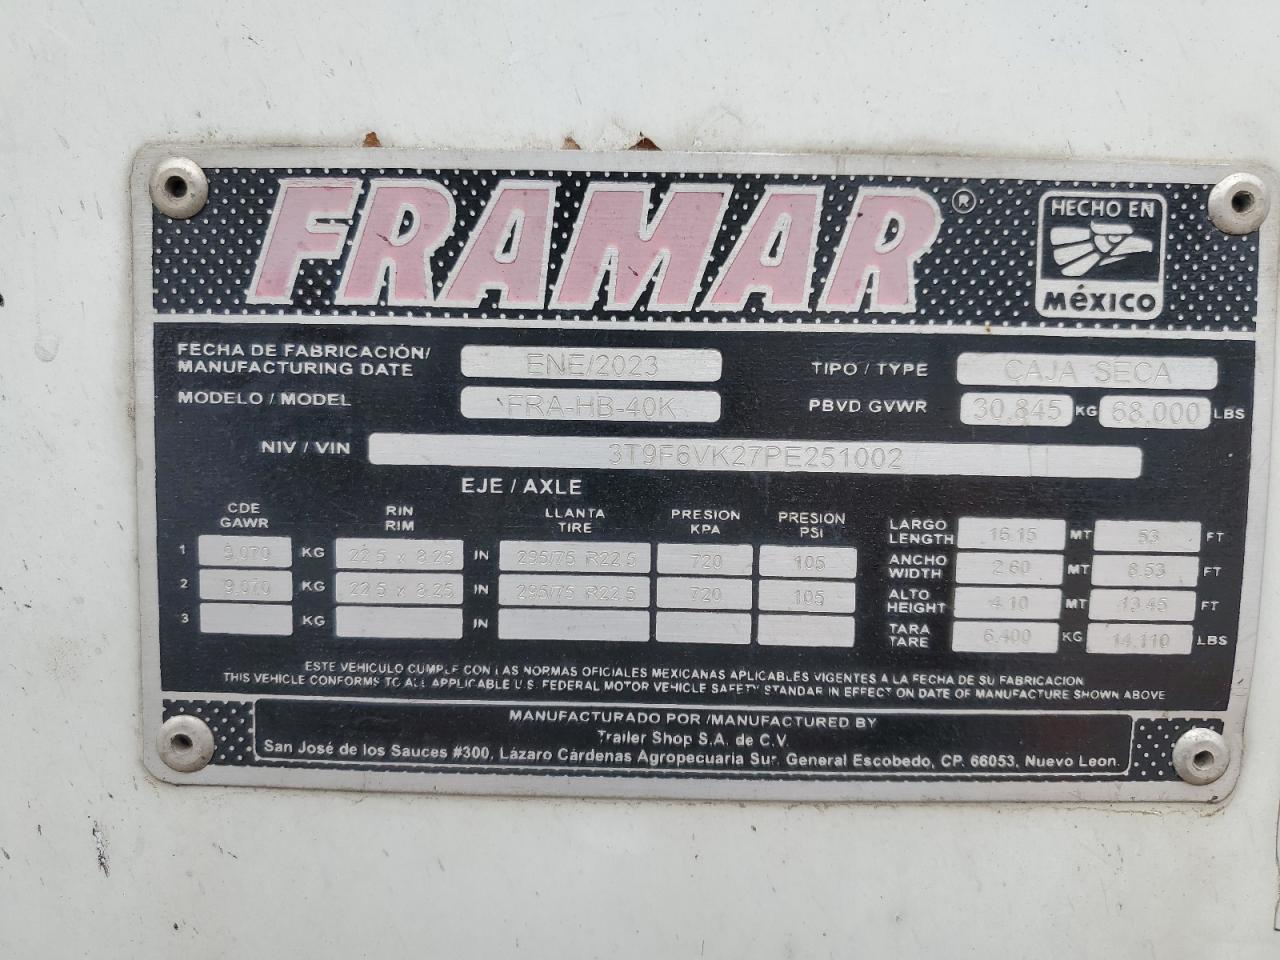 FRAMAR ®
HECHO EN
MéXICO
FECHA DE FABRICACIÓN/
MANUFACTURING DATE ENE/2023
TIPO / TYPE CAJA SECA
MODELO / MODEL FRA-HB-40K
PBVD GVWR 30,845 KG 68,000 LBS
NIV / VIN 3T9F6VK27PE251002
EJE / AXLE
CDE
GAWR
RIN
RIM
LLANTA
TIRE
PRESION
KPA
PRESION
PSI
1 9,070 KG 22.5 x 8.25 IN 295/75 R22.5 720 105
2 9,070 KG 22.5 x 8.25 IN 295/75 R22.5 720 105
3 KG IN
LARGO
LENGTH 16.15 MT 53 FT
ANCHO
WIDTH 2.60 MT 8.53 FT
ALTO
HEIGHT 4.10 MT 13.45 FT
TARA
TARE 6,400 KG 14,110 LBS
ESTE VEHICULO CUMPLE CON LAS NORMAS OFICIALES MEXICANAS APLICABLES VIGENTES A LA FECHA DE SU FABRICACION
THIS VEHICLE CONFORMS TO ALL APPLICABLE U.S. FEDERAL MOTOR VEHICLE SAFETY STANDAR IN EFFECT ON DATE OF MANUFACTURE SHOWN ABOVE
MANUFACTURADO POR /MANUFACTURED BY
Trailer Shop S.A. de C.V.
San José de los Sauces #300, Lázaro Cárdenas Agropecuaria Sur, General Escobedo, CP. 66053, Nuevo Leon.